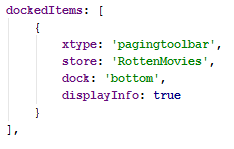 dockedItems: [
    {
        xtype: 'pagingtoolbar',
        store: 'RottenMovies',
        dock: 'bottom',
        displayInfo: true
    }
],